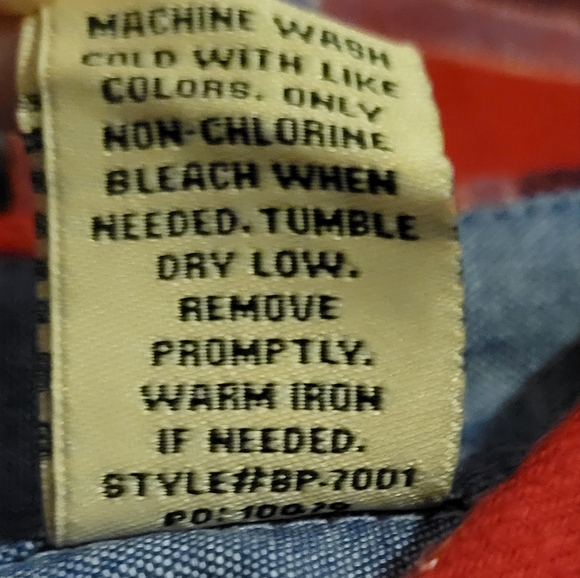 MACHINE WASH
COLD WITH LIKE
COLORS. ONLY
NON-CHLORINE
BLEACH WHEN
NEEDED. TUMBLE
DRY LOW.
REMOVE
PROMPTLY.
WARM IRON
IF NEEDED.
STYLE#BP-7001
PO: